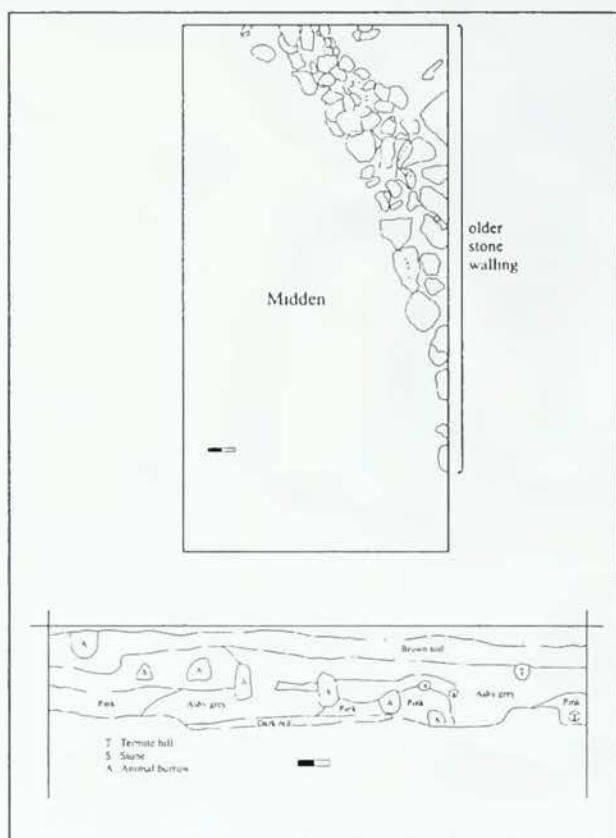 older
stone
walling
Midden
A
Brown soil
A
A
T
Pink
Ashy grey
A
Pink
A
Pink
Ashy grey
Pink
Dark soil
A
T Termite hill
S Stone
A Animal burrow